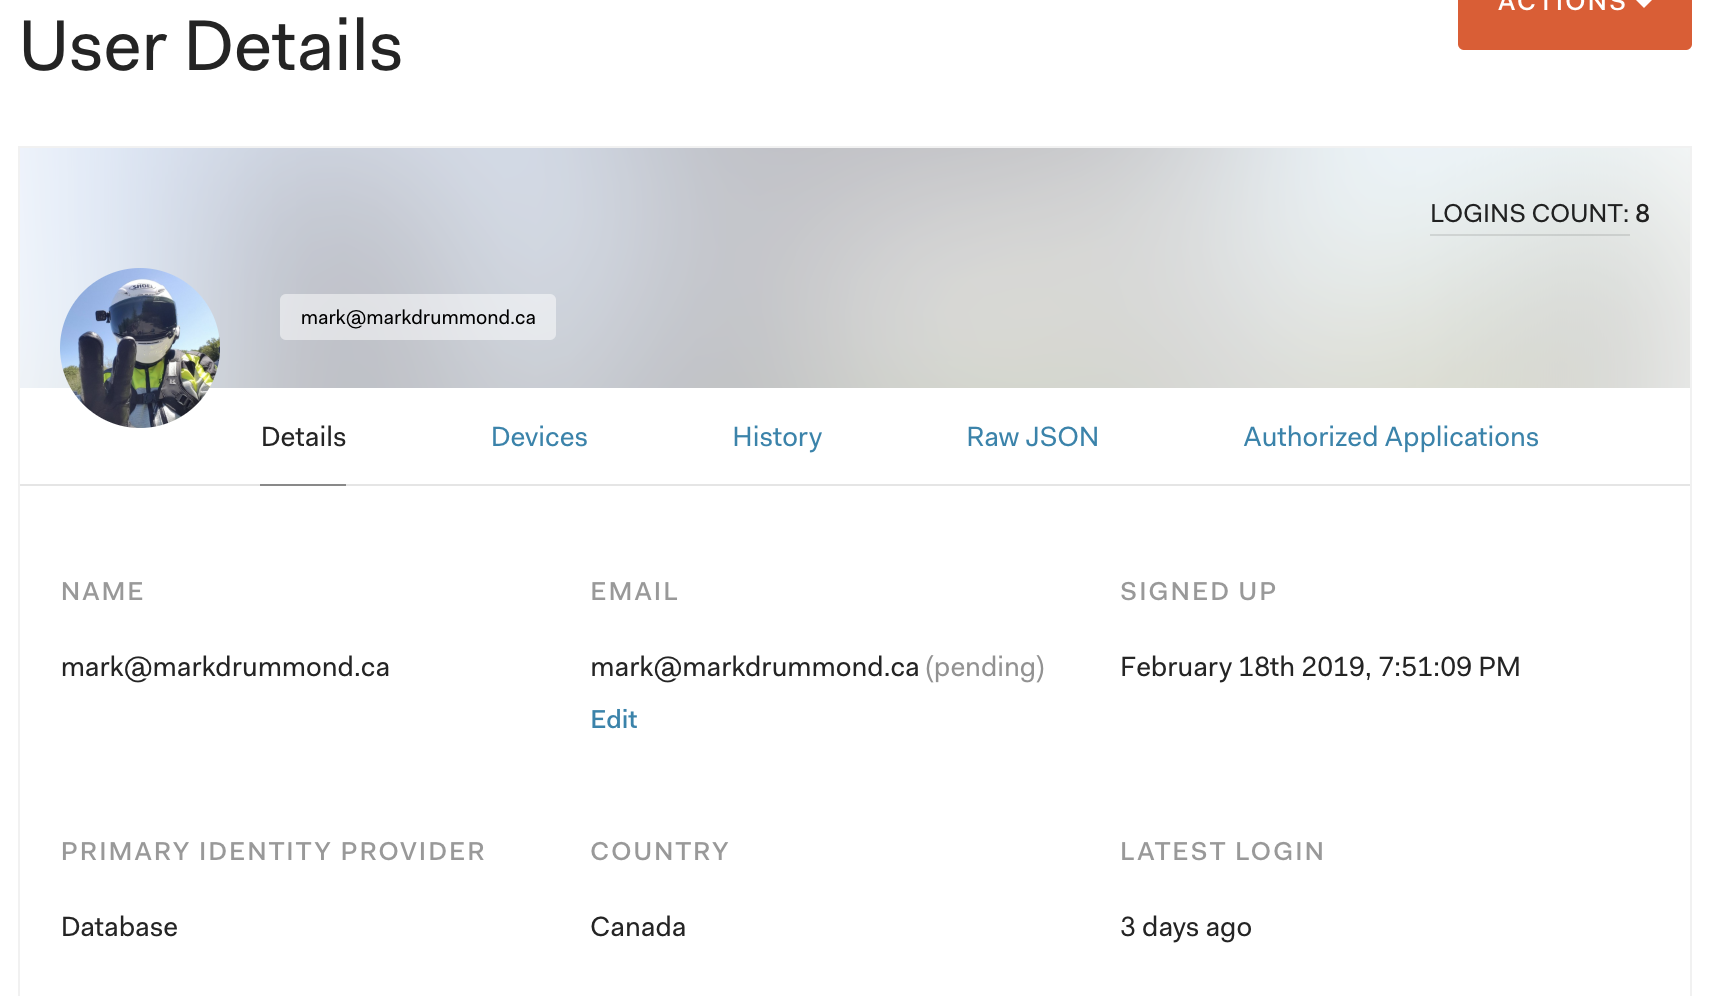 ACTIONS
User Details
LOGINS COUNT: 8
SHOEI
mark@markdrummond.ca
Details Devices History Raw JSON Authorized Applications
NAME EMAIL SIGNED UP
mark@markdrummond.ca mark@markdrummond.ca (pending) February 18th 2019, 7:51:09 PM
Edit
PRIMARY IDENTITY PROVIDER COUNTRY LATEST LOGIN
Database Canada 3 days ago